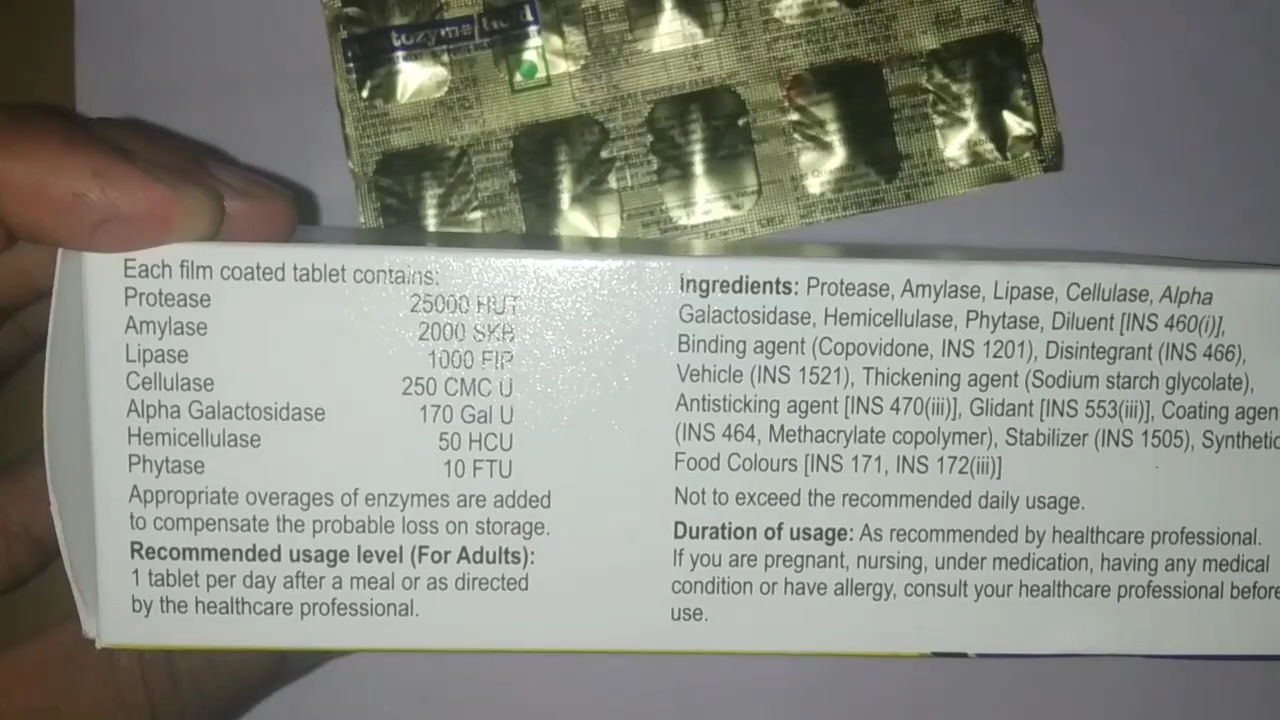 Each film coated tablet contains:
Protease 25000 HUT
Amylase 2000 SKB
Lipase 1000 FIP
Cellulase 250 CMC U
Alpha Galactosidase 170 Gal U
Hemicellulase 50 HCU
Phytase 10 FTU
Appropriate overages of enzymes are added
to compensate the probable loss on storage.
Recommended usage level (For Adults):
1 tablet per day after a meal or as directed
by the healthcare professional.
Ingredients: Protease, Amylase, Lipase, Cellulase, Alpha
Galactosidase, Hemicellulase, Phytase, Diluent [INS 460(i)],
Binding agent (Copovidone, INS 1201), Disintegrant (INS 466),
Vehicle (INS 1521), Thickening agent (Sodium starch glycolate),
Antisticking agent [INS 470(iii)], Glidant [INS 553(iii)], Coating agen
(INS 464, Methacrylate copolymer), Stabilizer (INS 1505), Synthetic
Food Colours [INS 171, INS 172(iii)]
Not to exceed the recommended daily usage.
Duration of usage: As recommended by healthcare professional.
If you are pregnant, nursing, under medication, having any medical
condition or have allergy, consult your healthcare professional before
use.